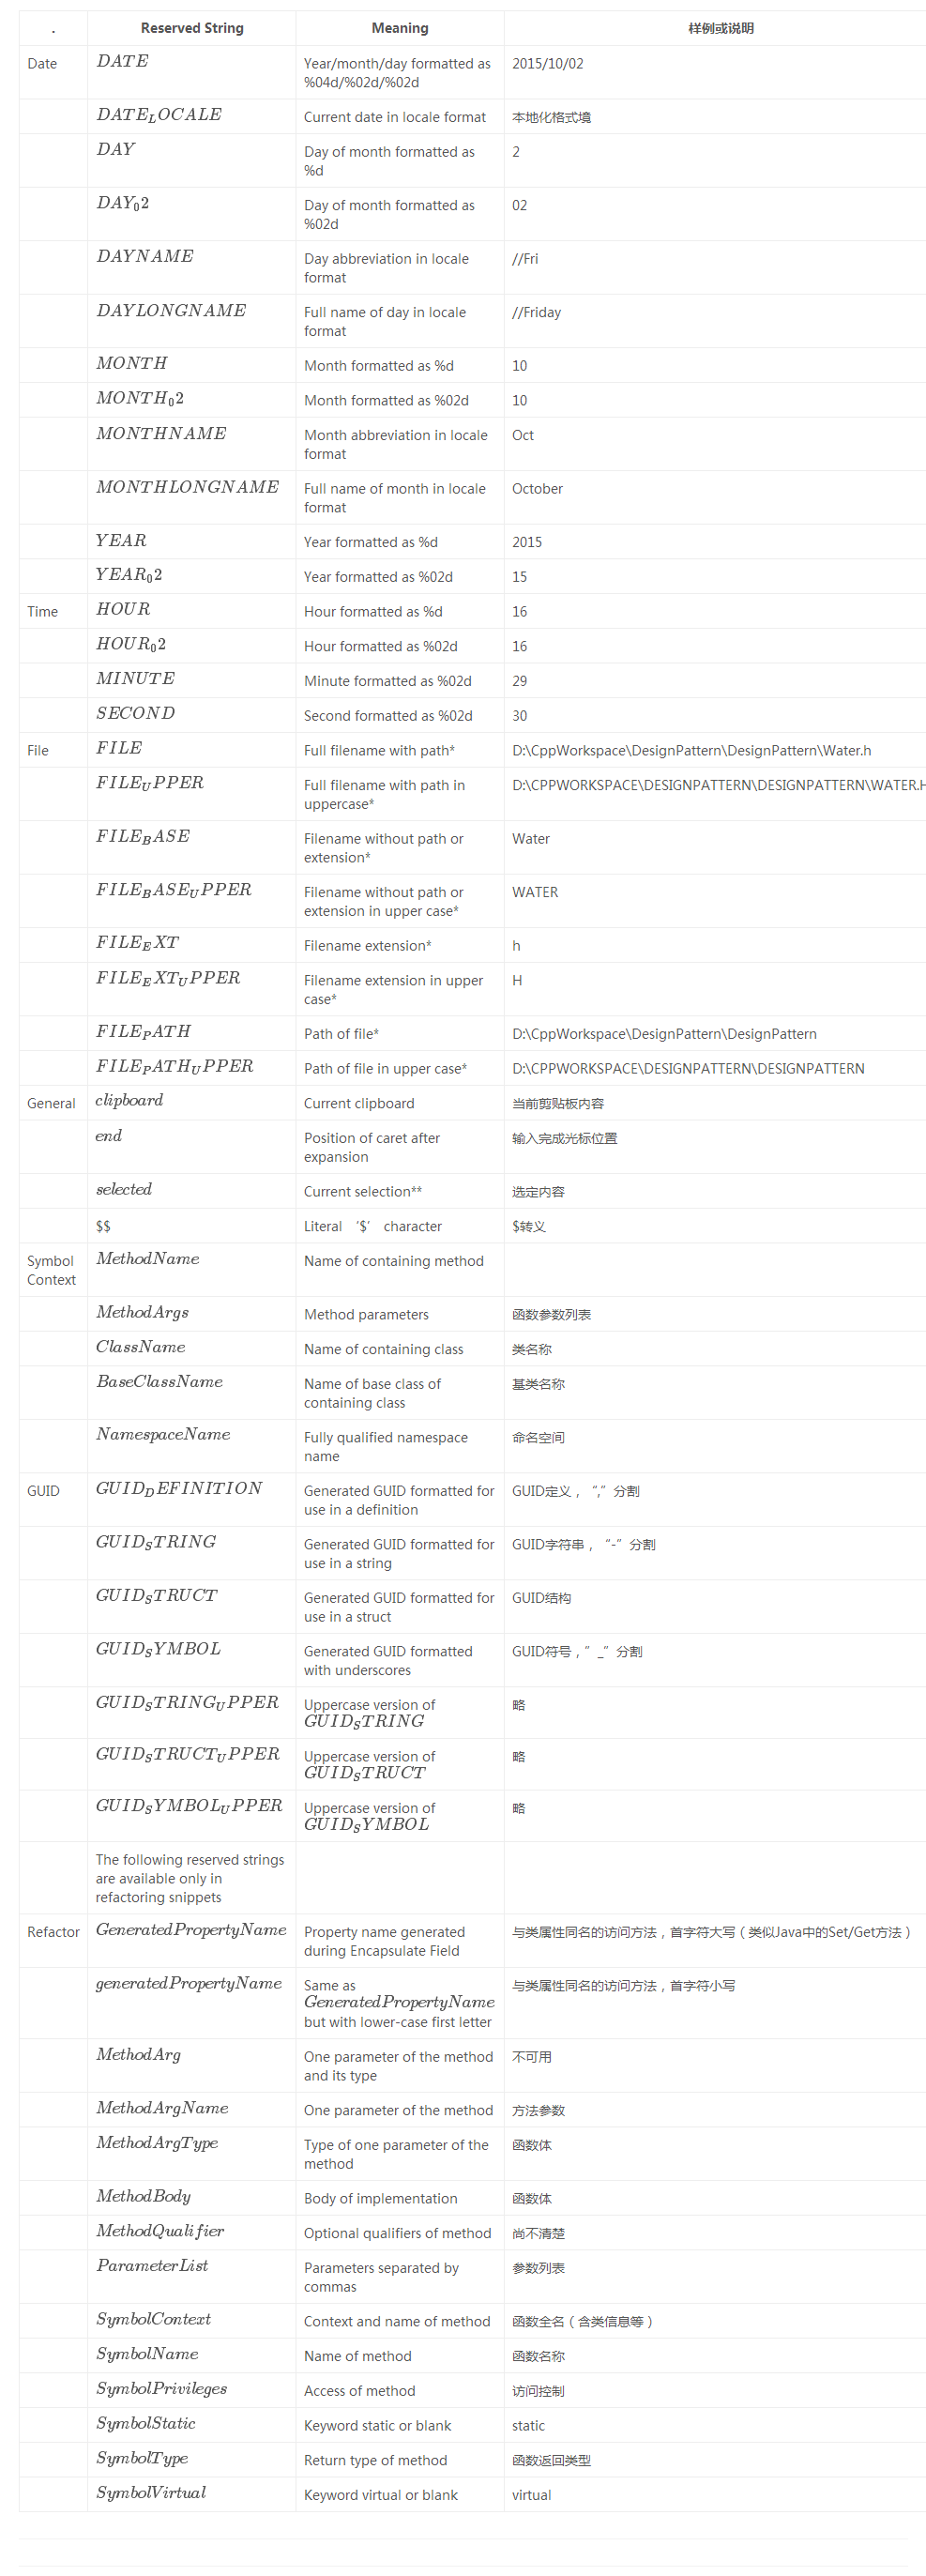 . Reserved String Meaning 样例或说明
Date DATE Year/month/day formatted as 2015/10/02
%04d/%02d/%02d
DATE_LOCALE Current date in locale format 本地化格式境
DAY Day of month formatted as 2
%d
DAY_02 Day of month formatted as 02
%02d
DAYNAME Day abbreviation in locale //Fri
format
DAYLONGNAME Full name of day in locale //Friday
format
MONTH Month formatted as %d 10
MONTH_02 Month formatted as %02d 10
MONTHNAME Month abbreviation in locale Oct
format
MONTHLONGNAME Full name of month in locale October
format
YEAR Year formatted as %d 2015
YEAR_02 Year formatted as %02d 15
Time HOUR Hour formatted as %d 16
HOUR_02 Hour formatted as %02d 16
MINUTE Minute formatted as %02d 29
SECOND Second formatted as %02d 30
File FILE Full filename with path* D:\CppWorkspace\DesignPattern\DesignPattern\Water.h
FILE_UPPER Full filename with path in D:\CPPWORKSPACE\DESIGNPATTERN\DESIGNPATTERN\WATER.H
uppercase*
FILE_BASE Filename without path or Water
extension*
FILE_BASE_UPPER Filename without path or WATER
extension in upper case*
FILE_EXT Filename extension* h
FILE_EXT_UPPER Filename extension in upper H
case*
FILE_PATH Path of file* D:\CppWorkspace\DesignPattern\DesignPattern
FILE_PATH_UPPER Path of file in upper case* D:\CPPWORKSPACE\DESIGNPATTERN\DESIGNPATTERN
General clipboard Current clipboard 当前剪贴板内容
end Position of caret after 输入完成光标位置
expansion
selected Current selection** 选定内容
$$ Literal ‘$’ character $转义
Symbol MethodName Name of containing method
Context
MethodArgs Method parameters 函数参数列表
ClassName Name of containing class 类名称
BaseClassName Name of base class of 基类名称
containing class
NamespaceName Fully qualified namespace 命名空间
name
GUID GUID_DEFINITION Generated GUID formatted for GUID定义，“,”分割
use in a definition
GUID_STRING Generated GUID formatted for GUID字符串，“-”分割
use in a string
GUID_STRUCT Generated GUID formatted for GUID结构
use in a struct
GUID_SYMBOL Generated GUID formatted GUID符号，”_”分割
with underscores
GUID_STRING_UPPER Uppercase version of 略
GUID_STRING
GUID_STRUCT_UPPER Uppercase version of 略
GUID_STRUCT
GUID_SYMBOL_UPPER Uppercase version of 略
GUID_SYMBOL
The following reserved strings
are available only in
refactoring snippets
Refactor GeneratedPropertyName Property name generated 与类属性同名的访问方法，首字符大写（类似Java中的Set/Get方法）
during Encapsulate Field
generatedPropertyName Same as 与类属性同名的访问方法，首字符小写
GeneratedPropertyName
but with lower-case first letter
MethodArg One parameter of the method 不可用
and its type
MethodArgName One parameter of the method 方法参数
MethodArgType Type of one parameter of the 函数体
method
MethodBody Body of implementation 函数体
MethodQualifier Optional qualifiers of method 尚不清楚
ParameterList Parameters separated by 参数列表
commas
SymbolContext Context and name of method 函数全名（含类信息等）
SymbolName Name of method 函数名称
SymbolPrivileges Access of method 访问控制
SymbolStatic Keyword static or blank static
SymbolType Return type of method 函数返回类型
SymbolVirtual Keyword virtual or blank virtual